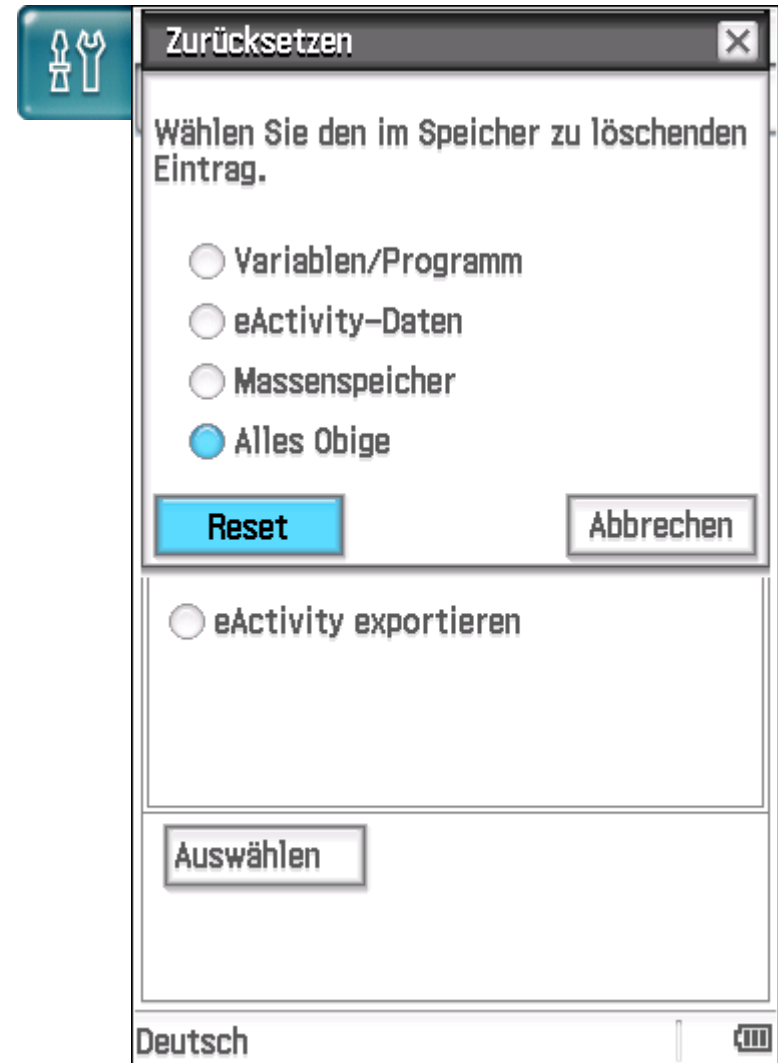 Zurücksetzen
Wählen Sie den im Speicher zu löschenden
Eintrag.
Variablen/Programm
eActivity-Daten
Massenspeicher
Alles Obige
Reset
Abbrechen
eActivity exportieren
Auswählen
Deutsch